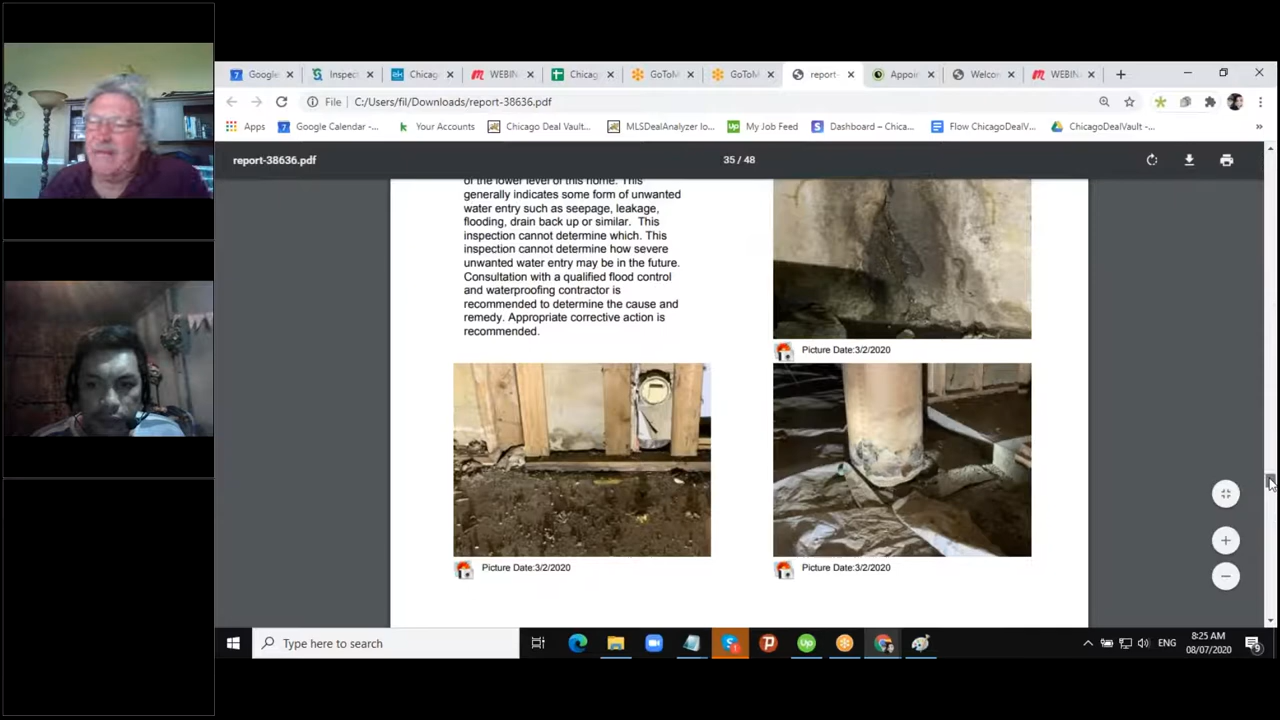 Google
Inspect
Chicag
WEBIN
Chicag
GoToM
GoToM
report-
Appoi
Welcon
WEBIN
File
C:/Users/fil/Downloads/report-38636.pdf
Apps
Google Calendar -...
Your Accounts
Chicago Deal Vault...
MLSDealAnalyzer lo...
My Job Feed
Dashboard – Chica...
Flow ChicagoDealV...
ChicagoDealVault -...
»
report-38636.pdf
35 / 48
of the lower level of this home. This
generally indicates some form of unwanted
water entry such as seepage, leakage,
flooding, drain back up or similar. This
inspection cannot determine which. This
inspection cannot determine how severe
unwanted water entry may be in the future.
Consultation with a qualified flood control
and waterproofing contractor is
recommended to determine the cause and
remedy. Appropriate corrective action is
recommended.
Picture Date:3/2/2020
Picture Date:3/2/2020
Picture Date:3/2/2020
Type here to search
ENG
8:25 AM
08/07/2020